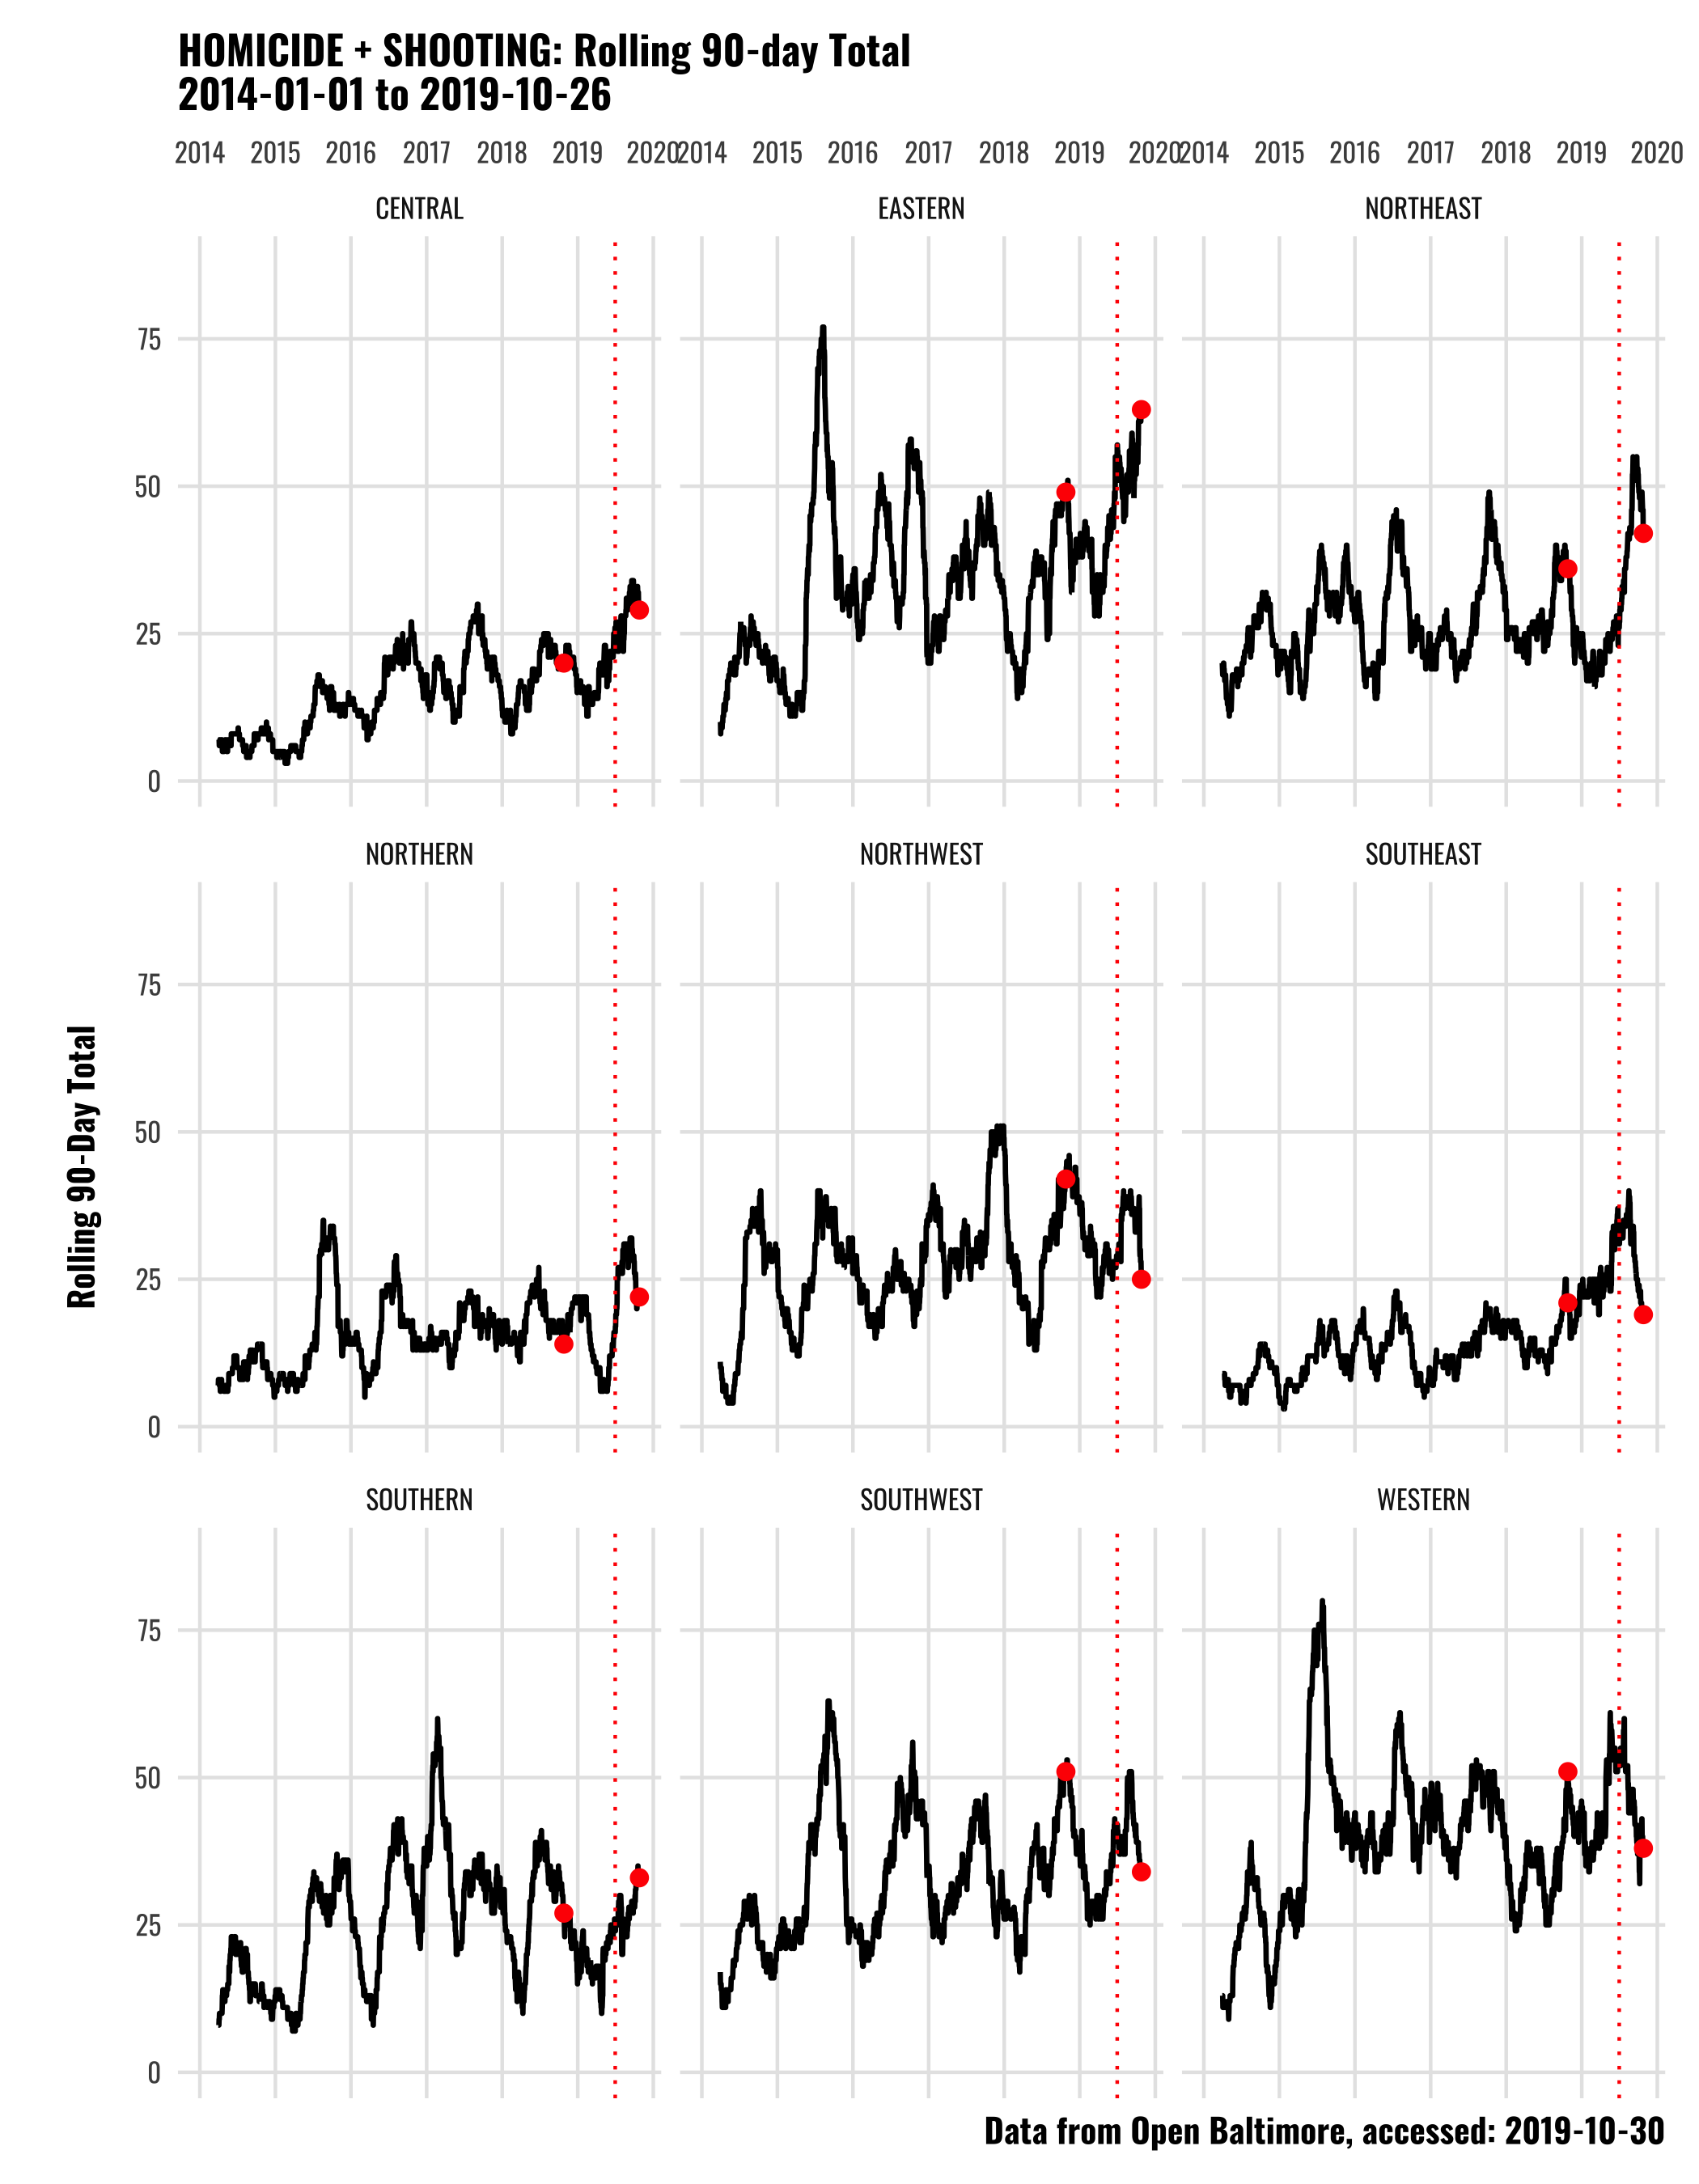 HOMICIDE + SHOOTING: Rolling 90-day Total
2014-01-01 to 2019-10-26
2014 2015 2016 2017 2018 2019 2020 2014 2015 2016 2017 2018 2019 2020 2014 2015 2016 2017 2018 2019 2020
CENTRAL EASTERN NORTHEAST
75
50
25
0
NORTHERN NORTHWEST SOUTHEAST
75
50
25
0
Rolling 90-Day Total
SOUTHERN SOUTHWEST WESTERN
75
50
25
0
Data from Open Baltimore, accessed: 2019-10-30